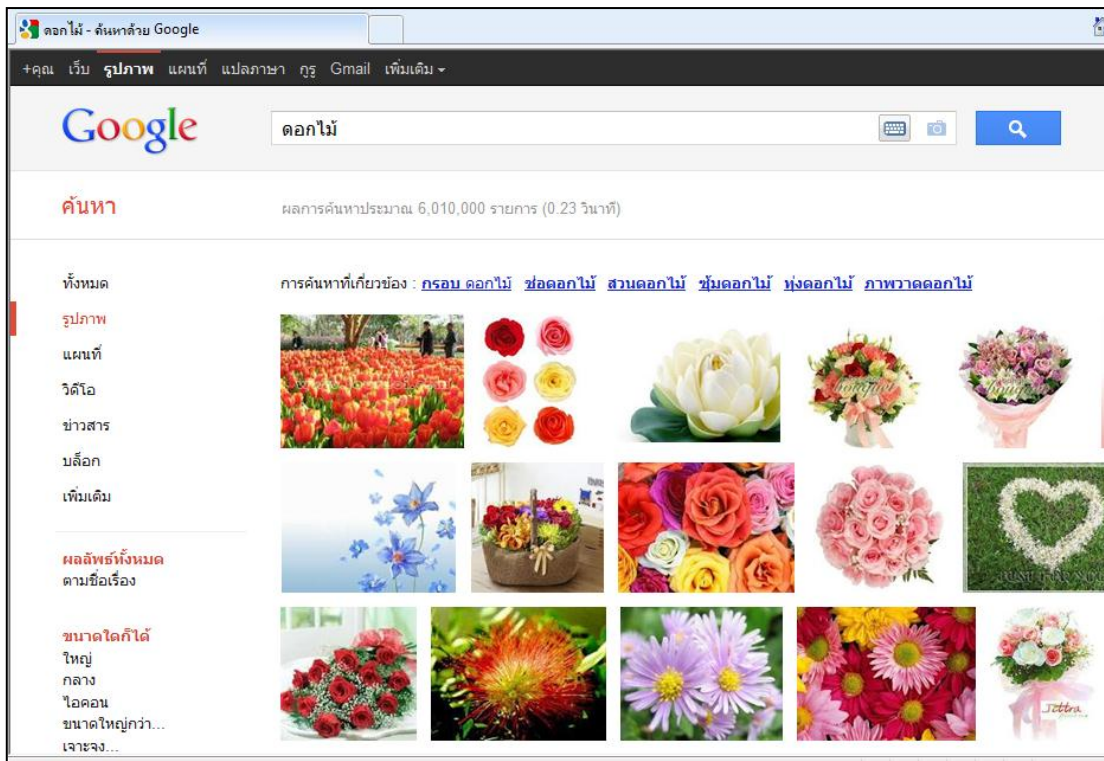 ดอกไม้ - ค้นหาด้วย Google
+คุณ เว็บ รูปภาพ แผนที่ แปลภาษา กูรู Gmail เพิ่มเติม
Google
ดอกไม้
ค้นหา
ผลการค้นหาประมาณ 6,010,000 รายการ (0.23 วินาที)
ทั้งหมด
รูปภาพ
แผนที่
วิดีโอ
ข่าวสาร
บล็อก
เพิ่มเติม
ผลลัพธ์ทั้งหมด
ตามชื่อเรื่อง
ขนาดใดก็ได้
ใหญ่
กลาง
ไอคอน
ขนาดใหญ่กว่า...
เจาะจง...
การค้นหาที่เกี่ยวข้อง : กรอบ ดอกไม้ ช่อดอกไม้ สวนดอกไม้ ซุ้มดอกไม้ ทุ่งดอกไม้ ภาพวาดดอกไม้
Jittra